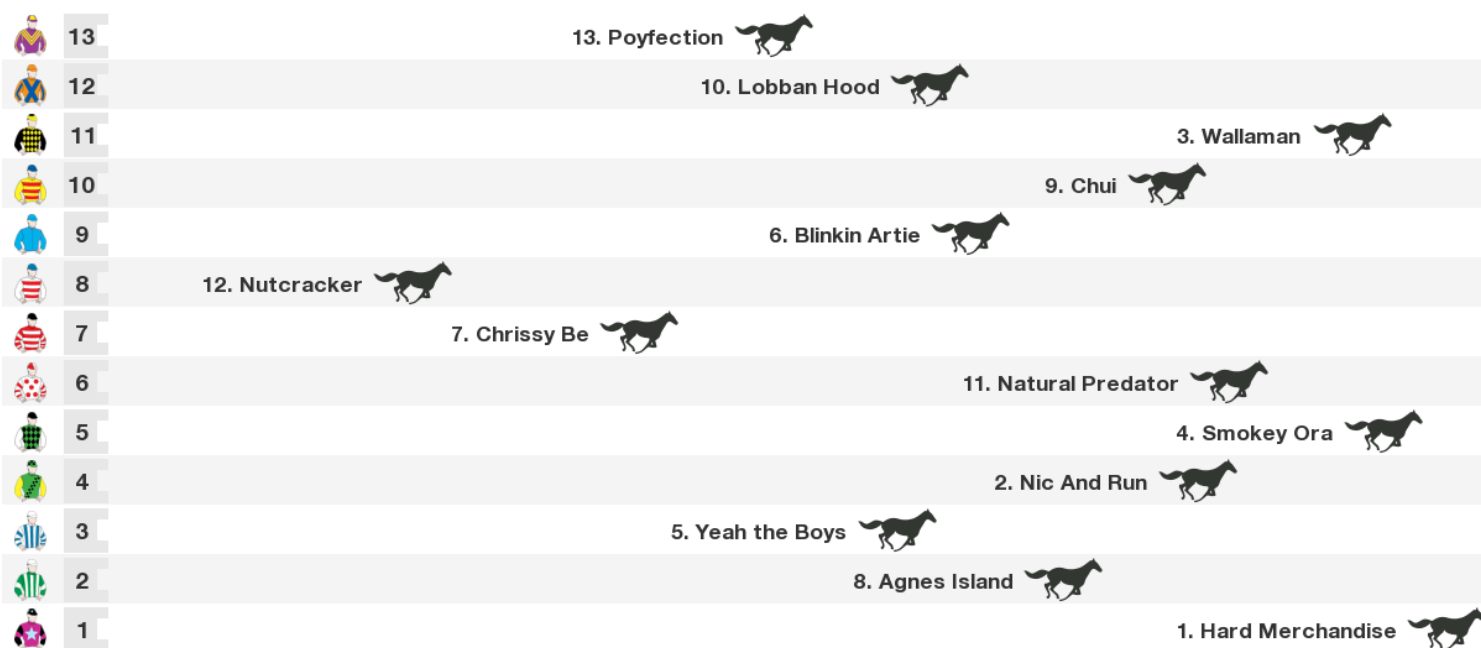 13 13. Poyfection
12 10. Lobban Hood
11 3. Wallaman
10 9. Chui
9 6. Blinkin Artie
8 12. Nutcracker
7 7. Chrissy Be
6 11. Natural Predator
5 4. Smokey Ora
4 2. Nic And Run
3 5. Yeah the Boys
2 8. Agnes Island
1 1. Hard Merchandise